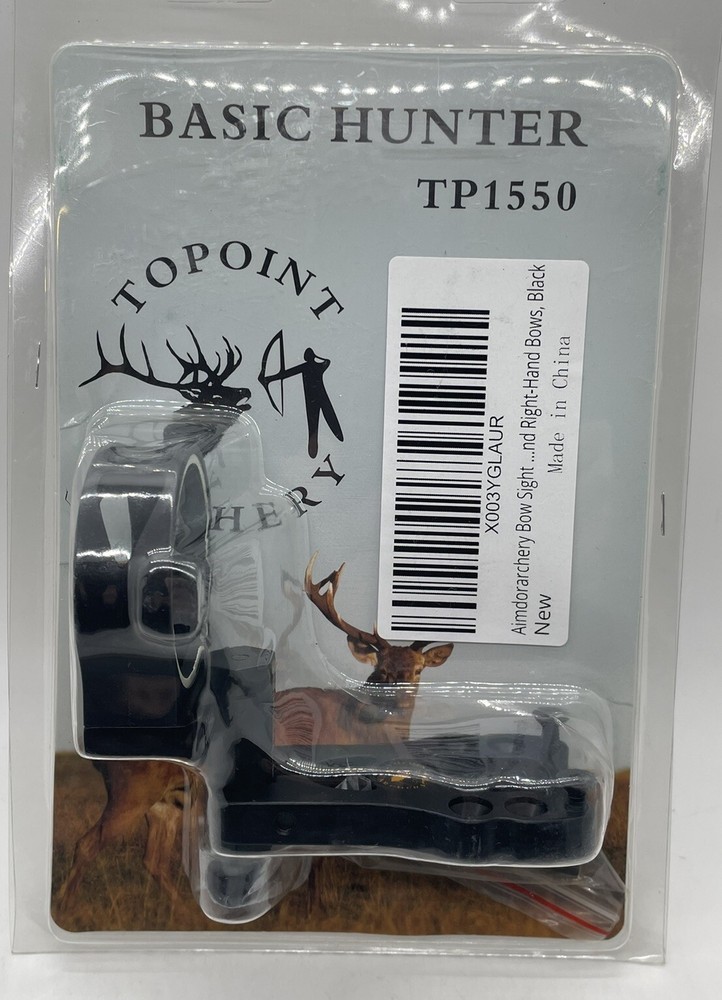 BASIC HUNTER
TP1550
TOPOINT
HERY
X003YGLAUR
Aimdorarchery Bow Sight ...nd Right-Hand Bows, Black
New
Made in China